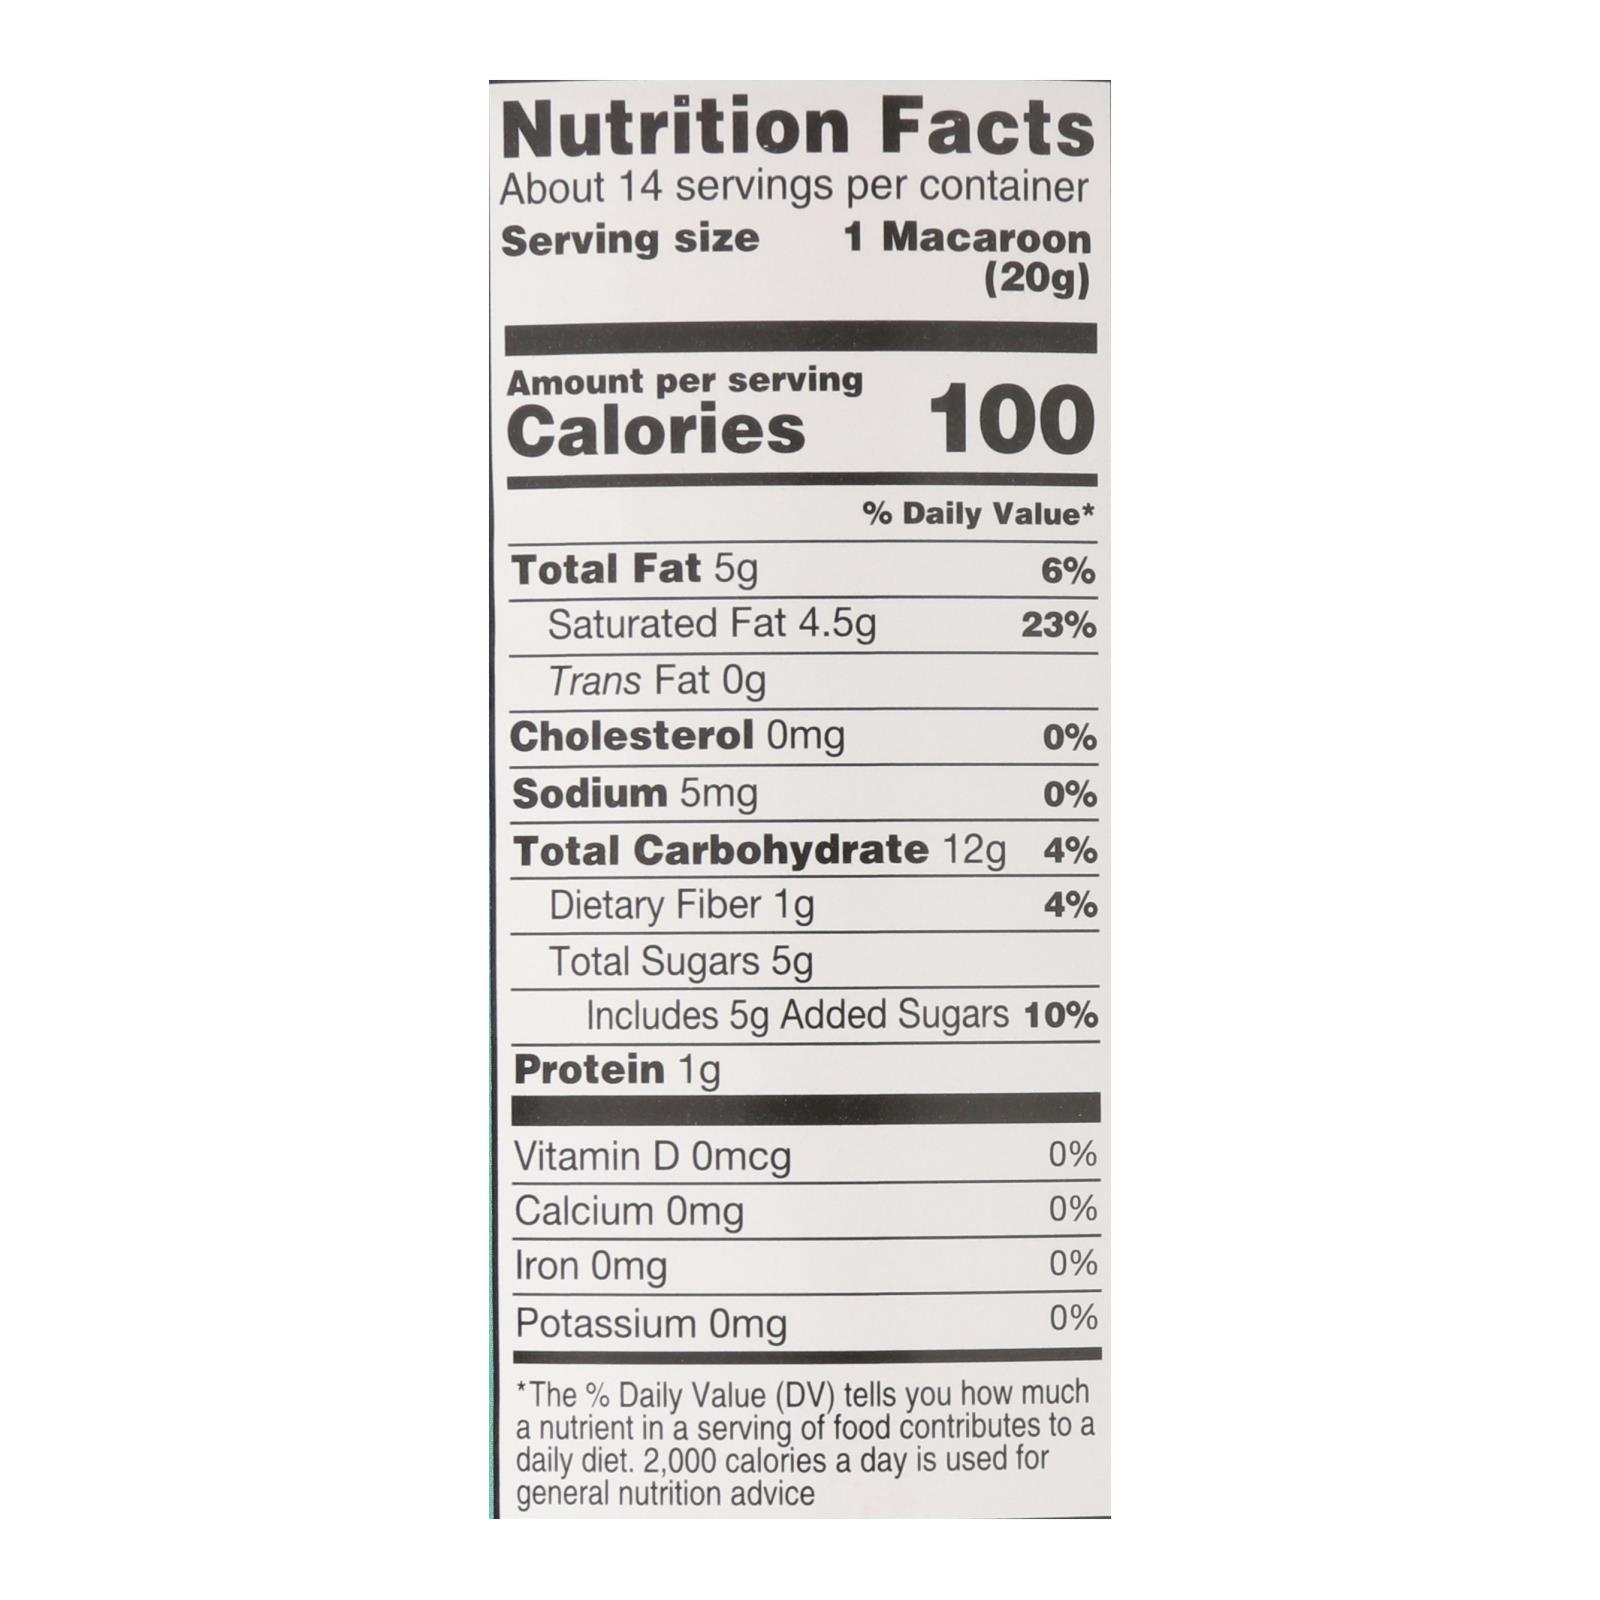 Nutrition Facts
About 14 servings per container
Serving size 1 Macaroon
(20g)
Amount per serving
Calories 100
% Daily Value*
Total Fat 5g 6%
Saturated Fat 4.5g 23%
Trans Fat 0g
Cholesterol 0mg 0%
Sodium 5mg 0%
Total Carbohydrate 12g 4%
Dietary Fiber 1g 4%
Total Sugars 5g
Includes 5g Added Sugars 10%
Protein 1g
Vitamin D 0mcg 0%
Calcium 0mg 0%
Iron 0mg 0%
Potassium 0mg 0%
*The % Daily Value (DV) tells you how much
a nutrient in a serving of food contributes to a
daily diet. 2,000 calories a day is used for
general nutrition advice